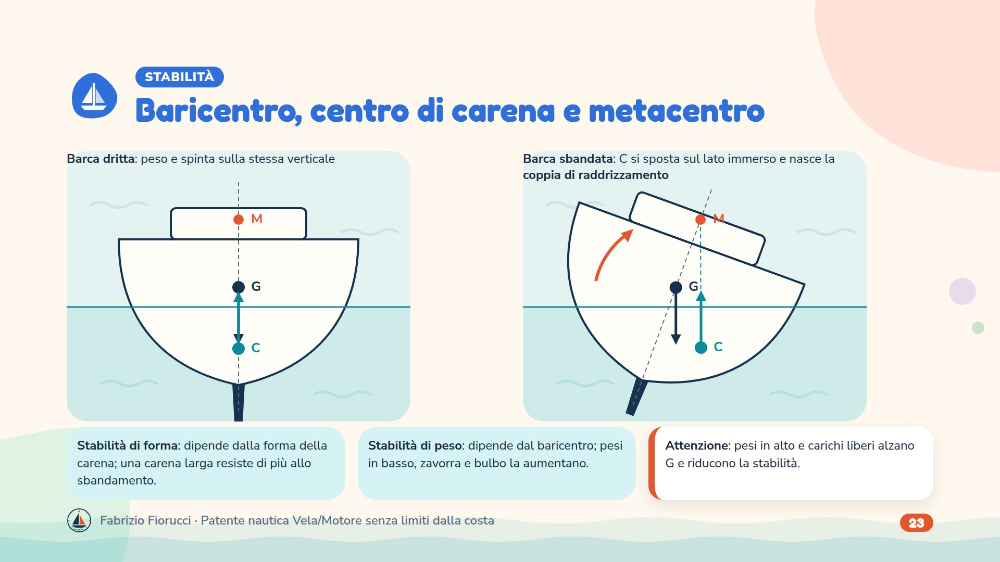 STABILITÀ
Baricentro, centro di carena e metacentro
Barca dritta: peso e spinta sulla stessa verticale
M
G
C
Barca sbandata: C si sposta sul lato immerso e nasce la
coppia di raddrizzamento
M
G
C
Stabilità di forma: dipende dalla forma della
carena; una carena larga resiste di più allo
sbandamento.
Stabilità di peso: dipende dal baricentro; pesi
in basso, zavorra e bulbo la aumentano.
Attenzione: pesi in alto e carichi liberi alzano
G e riducono la stabilità.
Fabrizio Fiorucci · Patente nautica Vela/Motore senza limiti dalla costa
23